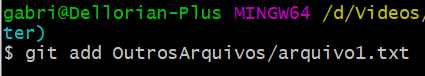 gabri@Dellorian-Plus MINGW64 /d/Videos/
ter)
$ git add OutrosArquivos/arquivo1.txt